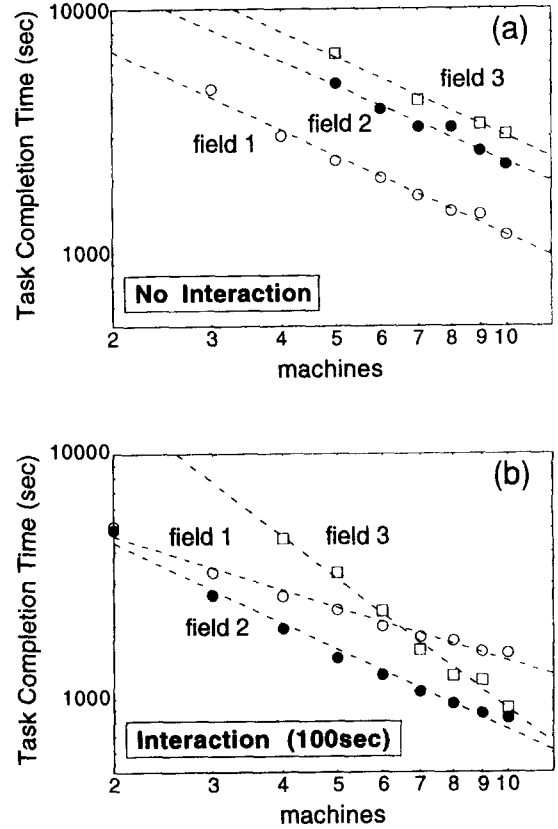 10000
(a)
field 3
field 2
field 1
Task Completion Time (sec)
1000
No Interaction
2 3 4 5 6 7 8 9 10
machines
10000
(b)
field 1
field 3
field 2
Task Completion Time (sec)
1000
Interaction (100sec)
2 3 4 5 6 7 8 9 10
machines